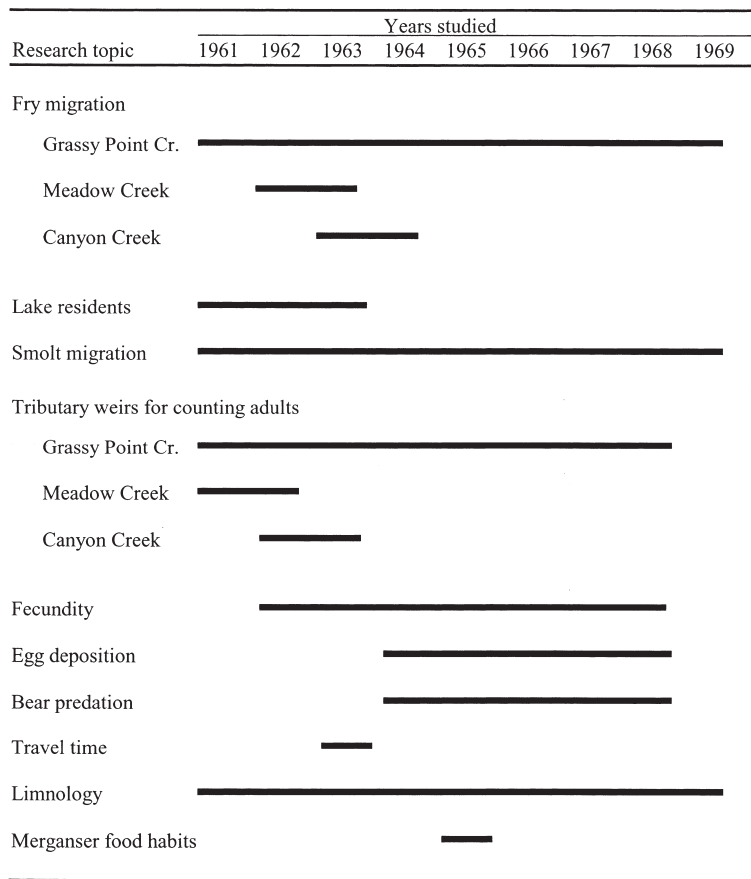 Years studied
Research topic 1961 1962 1963 1964 1965 1966 1967 1968 1969
Fry migration
Grassy Point Cr.
Meadow Creek
Canyon Creek
Lake residents
Smolt migration
Tributary weirs for counting adults
Grassy Point Cr.
Meadow Creek
Canyon Creek
Fecundity
Egg deposition
Bear predation
Travel time
Limnology
Merganser food habits